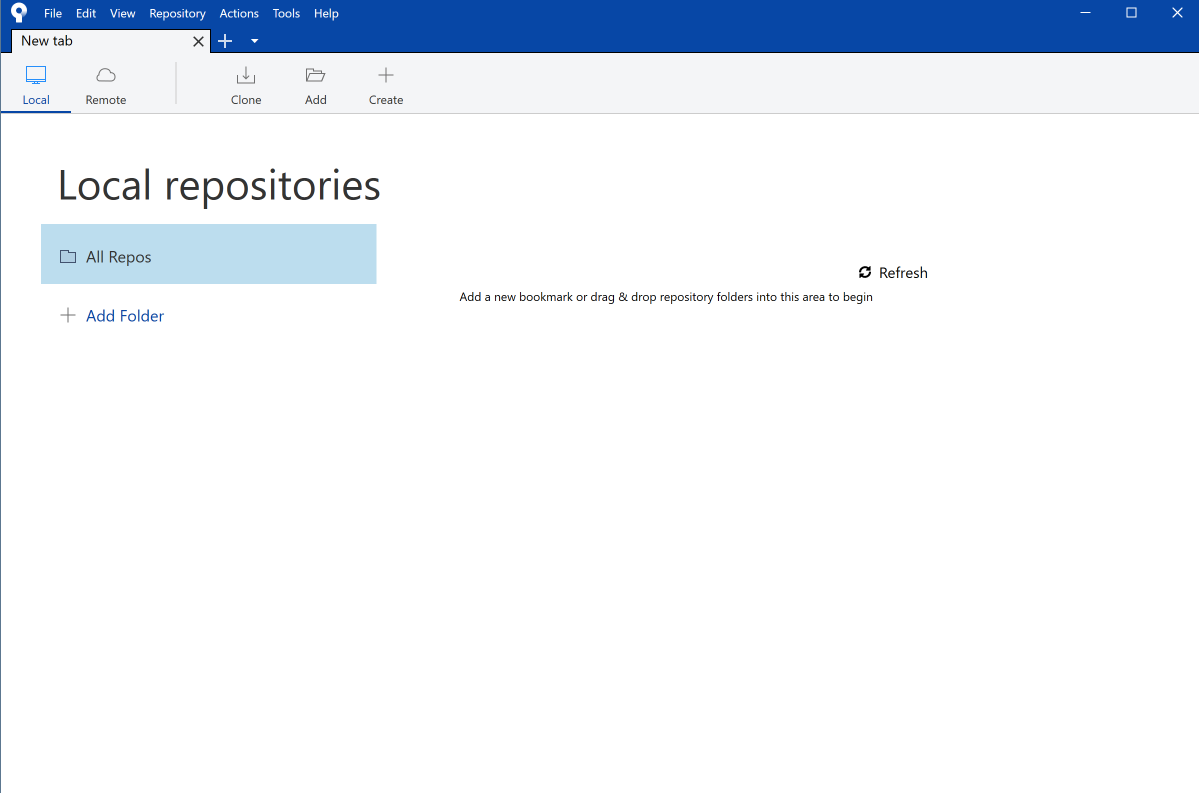 File Edit View Repository Actions Tools Help
New tab
Local Remote Clone Add Create
Local repositories
All Repos
Refresh
Add a new bookmark or drag & drop repository folders into this area to begin
Add Folder